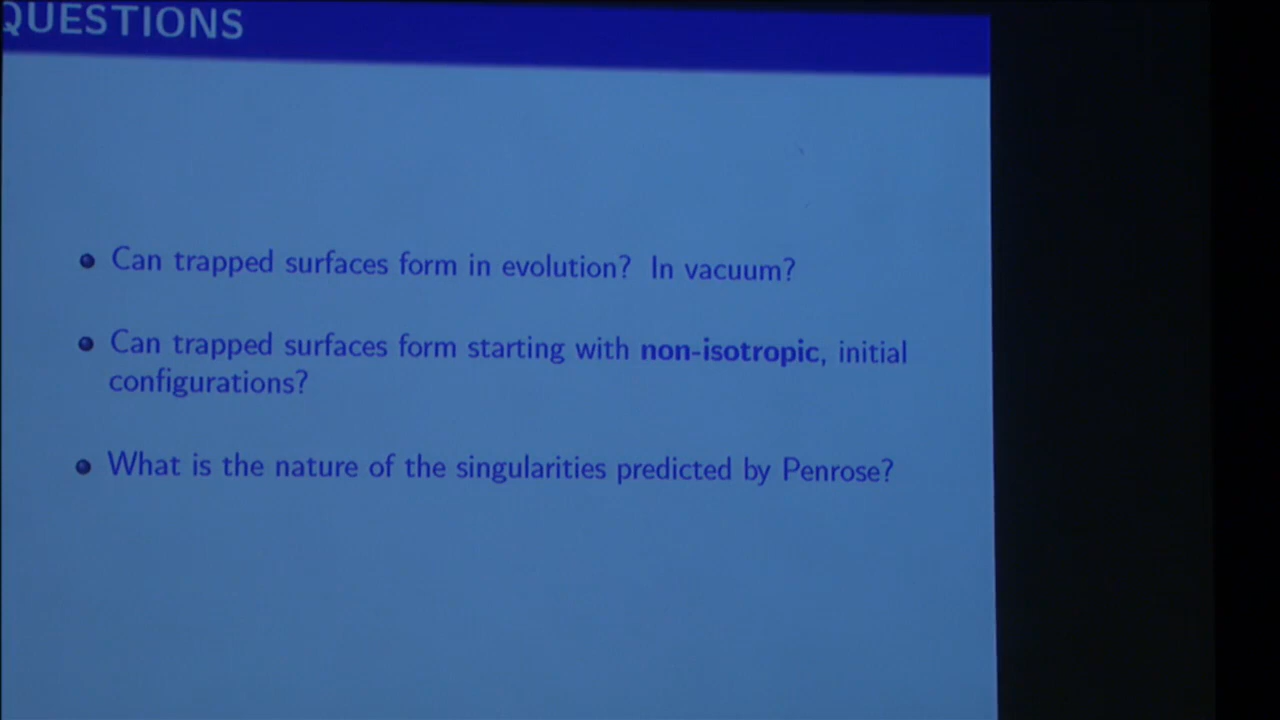 QUESTIONS
Can trapped surfaces form in evolution? In vacuum?
Can trapped surfaces form starting with non-isotropic, initial
configurations?
What is the nature of the singularities predicted by Penrose?